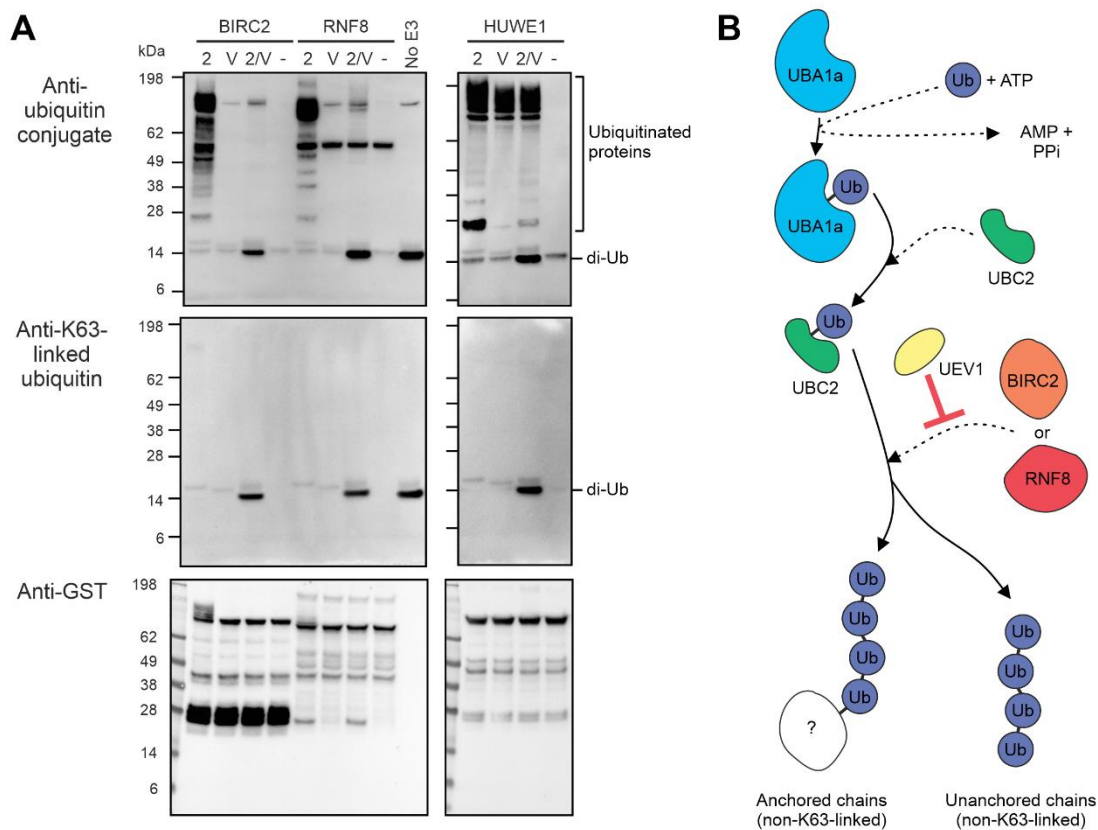 A
BIRC2 RNF8 No E3 HUWE1
kDa 2 V 2/V - 2 V 2/V - 2 V 2/V -
Anti-
ubiquitin
conjugate
198
62
49
38
28
14
6
Ubiquitinated
proteins
di-Ub
Anti-K63-
linked
ubiquitin
198
62
49
38
28
14
6
di-Ub
Anti-GST
198
62
49
38
28
14
6
B
UBA1a
Ub + ATP
AMP +
PPi
Ub
UBA1a
UBC2
Ub
UBC2
UEV1
BIRC2
or
RNF8
Ub
Ub
Ub
Ub
?
Ub
Ub
Ub
Ub
Anchored chains
(non-K63-linked)
Unanchored chains
(non-K63-linked)